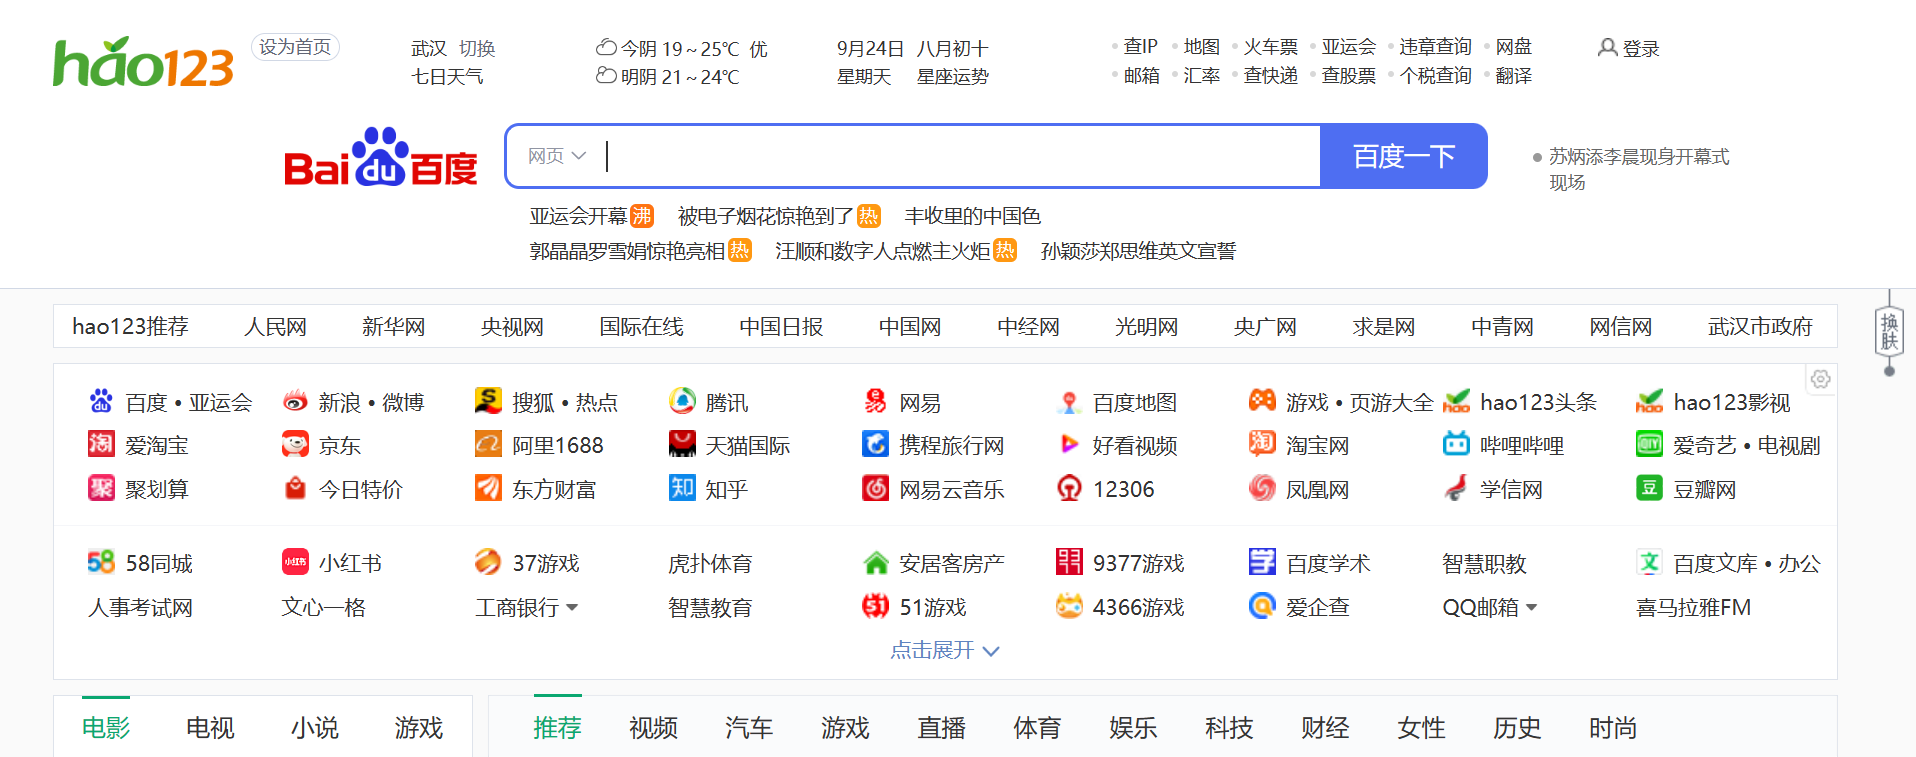 hao123 设为首页 武汉 切换 今阴 19～25℃ 优 9月24日 八月初十 查IP 地图 火车票 亚运会 违章查询 网盘 登录
七日天气 明阴 21～24℃ 星期天 星座运势 邮箱 汇率 查快递 查股票 个税查询 翻译
Bai du 百度 网页 百度一下 苏炳添李晨现身开幕式
现场
亚运会开幕 沸 被电子烟花惊艳到了 热 丰收里的中国色
郭晶晶罗雪娟惊艳亮相 热 汪顺和数字人点燃主火炬 热 孙颖莎郑思维英文宣誓
hao123推荐 人民网 新华网 央视网 国际在线 中国日报 中国网 中经网 光明网 央广网 求是网 中青网 网信网 武汉市政府
换肤
百度 • 亚运会 新浪 • 微博 搜狐 • 热点 腾讯 网易 百度地图 游戏 • 页游大全 hao123头条 hao123影视
爱淘宝 京东 阿里1688 天猫国际 携程旅行网 好看视频 淘宝网 哔哩哔哩 爱奇艺 • 电视剧
聚划算 今日特价 东方财富 知乎 网易云音乐 12306 凤凰网 学信网 豆瓣网
58同城 小红书 37游戏 虎扑体育 安居客房产 9377游戏 百度学术 智慧职教 百度文库 • 办公
人事考试网 文心一格 工商银行 智慧教育 51游戏 4366游戏 爱企查 QQ邮箱 喜马拉雅FM
点击展开
电影 电视 小说 游戏 推荐 视频 汽车 游戏 直播 体育 娱乐 科技 财经 女性 历史 时尚